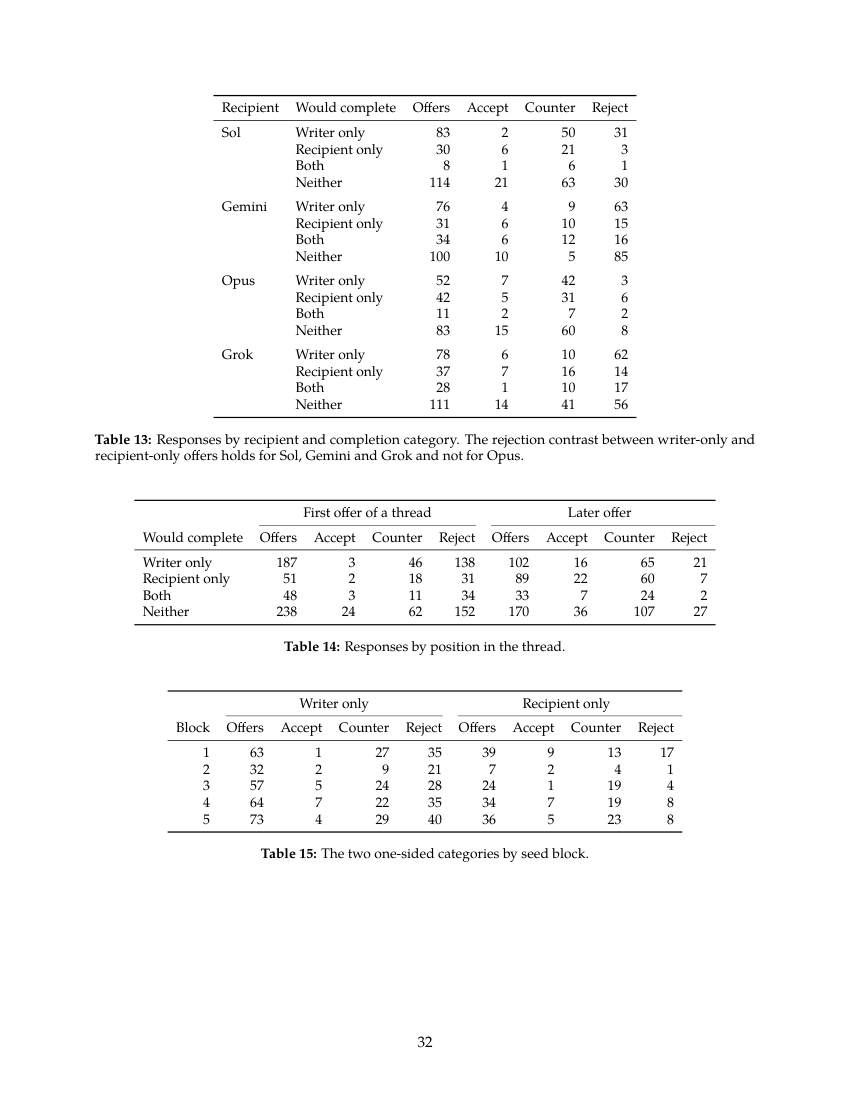 Recipient Would complete Offers Accept Counter Reject
Sol Writer only 83 2 50 31
Recipient only 30 6 21 3
Both 8 1 6 1
Neither 114 21 63 30
Gemini Writer only 76 4 9 63
Recipient only 31 6 10 15
Both 34 6 12 16
Neither 100 10 5 85
Opus Writer only 52 7 42 3
Recipient only 42 5 31 6
Both 11 2 7 2
Neither 83 15 60 8
Grok Writer only 78 6 10 62
Recipient only 37 7 16 14
Both 28 1 10 17
Neither 111 14 41 56
Table 13: Responses by recipient and completion category. The rejection contrast between writer-only and
recipient-only offers holds for Sol, Gemini and Grok and not for Opus.
First offer of a thread Later offer
Would complete Offers Accept Counter Reject Offers Accept Counter Reject
Writer only 187 3 46 138 102 16 65 21
Recipient only 51 2 18 31 89 22 60 7
Both 48 3 11 34 33 7 24 2
Neither 238 24 62 152 170 36 107 27
Table 14: Responses by position in the thread.
Writer only Recipient only
Block Offers Accept Counter Reject Offers Accept Counter Reject
1 63 1 27 35 39 9 13 17
2 32 2 9 21 7 2 4 1
3 57 5 24 28 24 1 19 4
4 64 7 22 35 34 7 19 8
5 73 4 29 40 36 5 23 8
Table 15: The two one-sided categories by seed block.
32